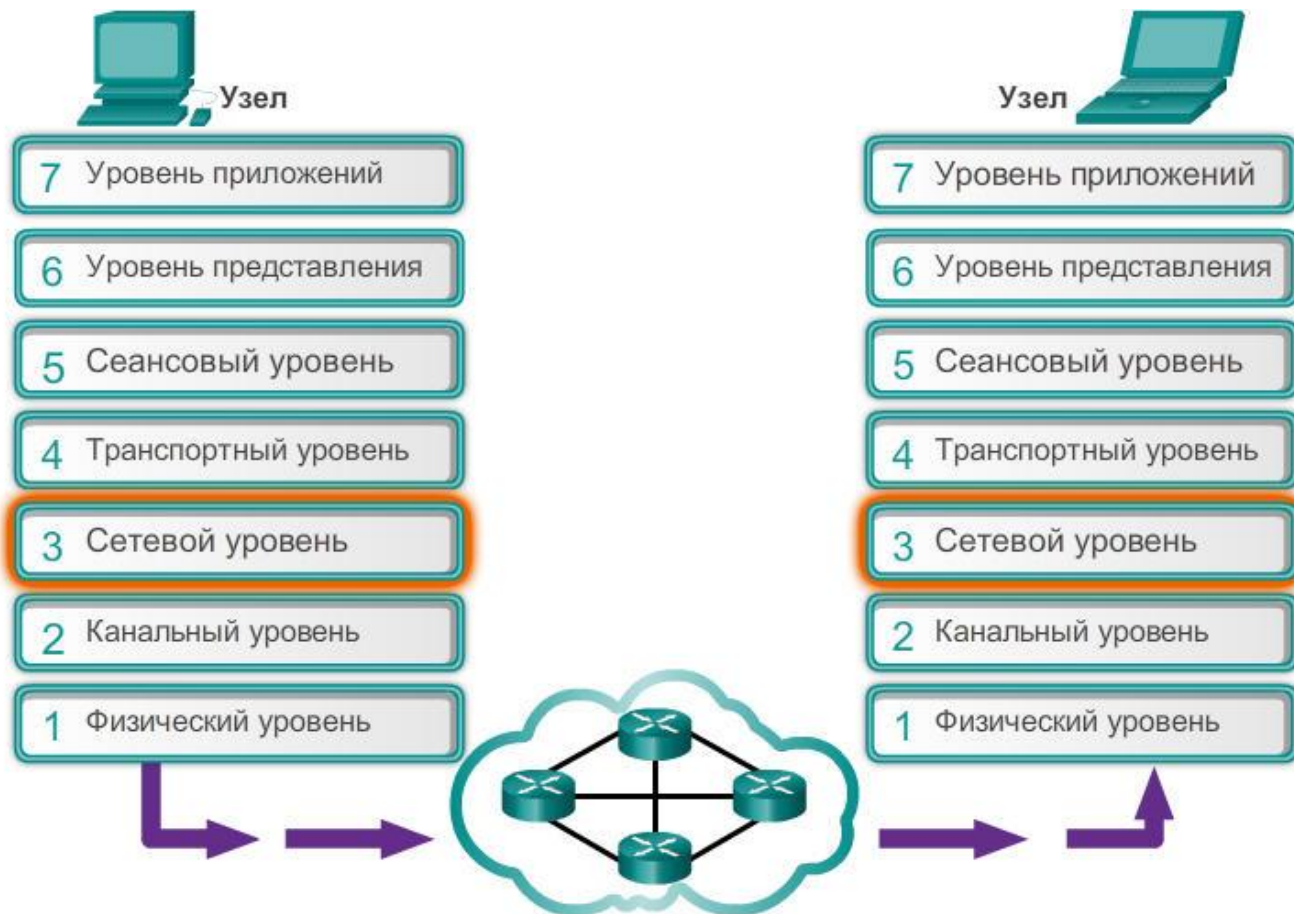 Узел
7 Уровень приложений
6 Уровень представления
5 Сеансовый уровень
4 Транспортный уровень
3 Сетевой уровень
2 Канальный уровень
1 Физический уровень
Узел
7 Уровень приложений
6 Уровень представления
5 Сеансовый уровень
4 Транспортный уровень
3 Сетевой уровень
2 Канальный уровень
1 Физический уровень